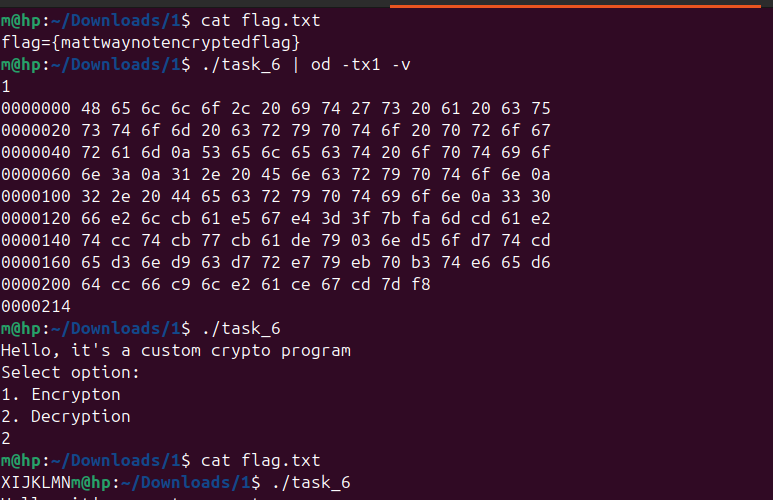 m@hp:~/Downloads/1$ cat flag.txt
flag={mattwaynotencryptedflag}
m@hp:~/Downloads/1$ ./task_6 | od -tx1 -v
1
0000000 48 65 6c 6c 6f 2c 20 69 74 27 73 20 61 20 63 75
0000020 73 74 6f 6d 20 63 72 79 70 74 6f 20 70 72 6f 67
0000040 72 61 6d 0a 53 65 6c 65 63 74 20 6f 70 74 69 6f
0000060 6e 3a 0a 31 2e 20 45 6e 63 72 79 70 74 6f 6e 0a
0000100 32 2e 20 44 65 63 72 79 70 74 69 6f 6e 0a 33 30
0000120 66 e2 6c cb 61 e5 67 e4 3d 3f 7b fa 6d cd 61 e2
0000140 74 cc 74 cb 77 cb 61 de 79 03 6e d5 6f d7 74 cd
0000160 65 d3 6e d9 63 d7 72 e7 79 eb 70 b3 74 e6 65 d6
0000200 64 cc 66 c9 6c e2 61 ce 67 cd 7d f8
0000214
m@hp:~/Downloads/1$ ./task_6
Hello, it's a custom crypto program
Select option:
1. Encrypton
2. Decryption
2
m@hp:~/Downloads/1$ cat flag.txt
XIJKLMNm@hp:~/Downloads/1$ ./task_6